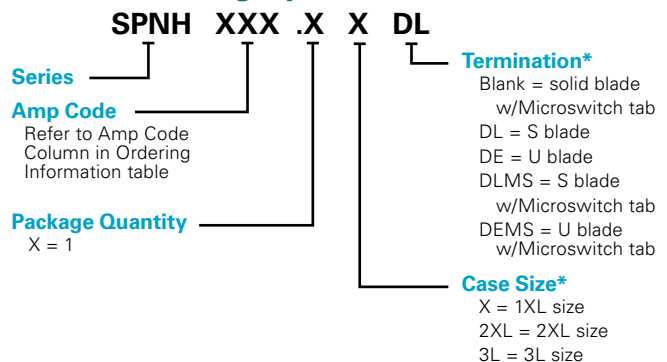 SPNH XXX .X X DL
Series
Amp Code
Refer to Amp Code
Column in Ordering
Information table
Package Quantity
X = 1
Termination*
Blank = solid blade
w/Microswitch tab
DL = S blade
DE = U blade
DLMS = S blade
w/Microswitch tab
DEMS = U blade
w/Microswitch tab
Case Size*
X = 1XL size
2XL = 2XL size
3L = 3L size